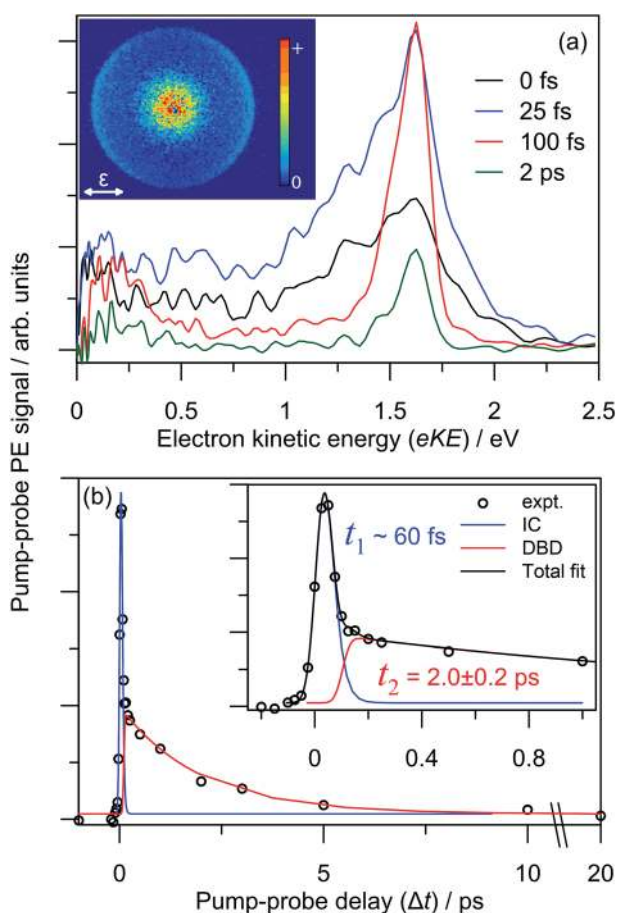 (a)
+
0
ε
0 fs
25 fs
100 fs
2 ps
0 0.5 1 1.5 2 2.5
Electron kinetic energy (eKE) / eV
Pump-probe PE signal / arb. units
(b)
expt.
IC
DBD
Total fit
t₁ ~ 60 fs
t₂ = 2.0±0.2 ps
0 0.4 0.8
0 5 10 20
Pump-probe delay (Δt) / ps